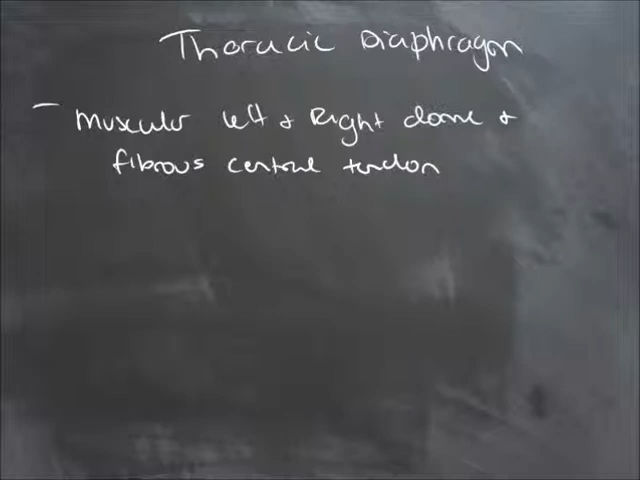 Thoracic Diaphragm
- Muscular left & Right dome &
fibrous central tendon